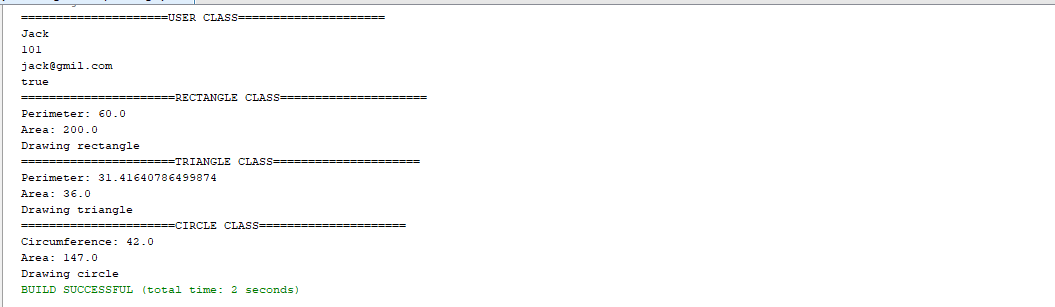 =====================USER CLASS=====================
Jack
101
jack@gmil.com
true
======================RECTANGLE CLASS=====================
Perimeter: 60.0
Area: 200.0
Drawing rectangle
======================TRIANGLE CLASS=====================
Perimeter: 31.41640786499874
Area: 36.0
Drawing triangle
======================CIRCLE CLASS=====================
Circumference: 42.0
Area: 147.0
Drawing circle
BUILD SUCCESSFUL (total time: 2 seconds)